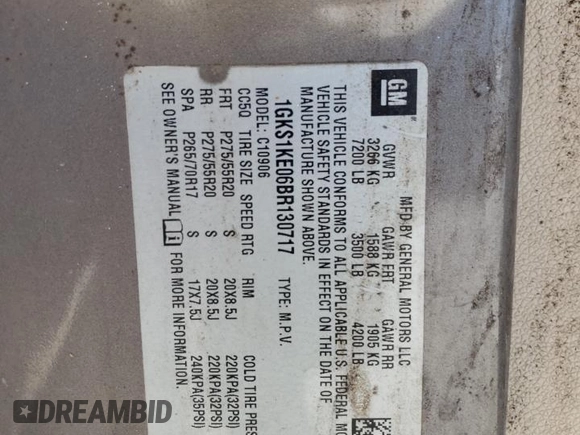 GM
MFD BY GENERAL MOTORS LLC
GVWR GAWR FRT GAWR RR
3266 KG 1588 KG 1905 KG
7200 LB 3500 LB 4200 LB
THIS VEHICLE CONFORMS TO ALL APPLICABLE U.S. FEDERAL MO
VEHICLE SAFETY STANDARDS IN EFFECT ON THE DATE OF
MANUFACTURE SHOWN ABOVE.
1GKS1KE06BR130717 TYPE: M.P.V.
MODEL: C10906
CC5Q TIRE SIZE SPEED RTG RIM COLD TIRE PRES
FRT P275/55R20 S 20X8.5J 220KPA(32PSI)
RR P275/55R20 S 20X8.5J 220KPA(32PSI)
SPA P265/70R17 17X7.5J 240KPA(35PSI)
SEE OWNER'S MANUAL i FOR MORE INFORMATION.
DREAMBID